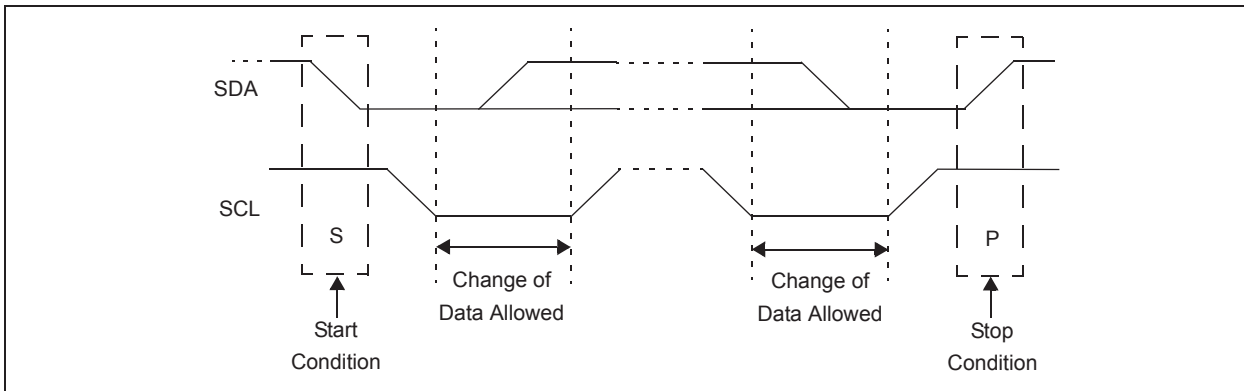 SDA
SCL
S
P
Change of
Data Allowed
Change of
Data Allowed
Start
Condition
Stop
Condition